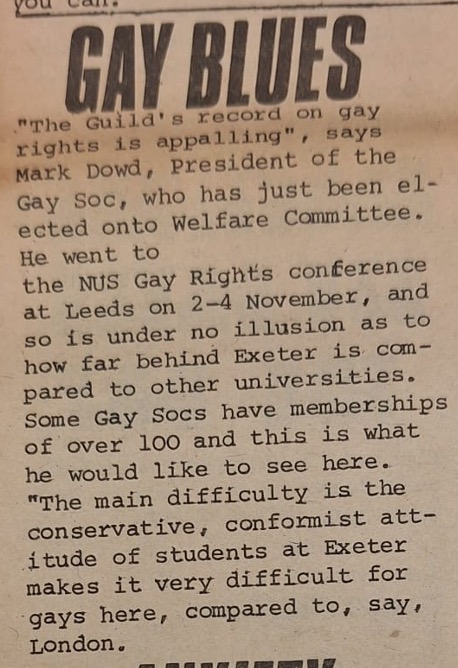 you can.
GAY BLUES
"The Guild's record on gay
rights is appalling", says
Mark Dowd, President of the
Gay Soc, who has just been el-
ected onto Welfare Committee.
He went to
the NUS Gay Rights conference
at Leeds on 2-4 November, and
so is under no illusion as to
how far behind Exeter is com-
pared to other universities.
Some Gay Socs have memberships
of over 100 and this is what
he would like to see here.
"The main difficulty is the
conservative, conformist att-
itude of students at Exeter
makes it very difficult for
gays here, compared to, say,
London.